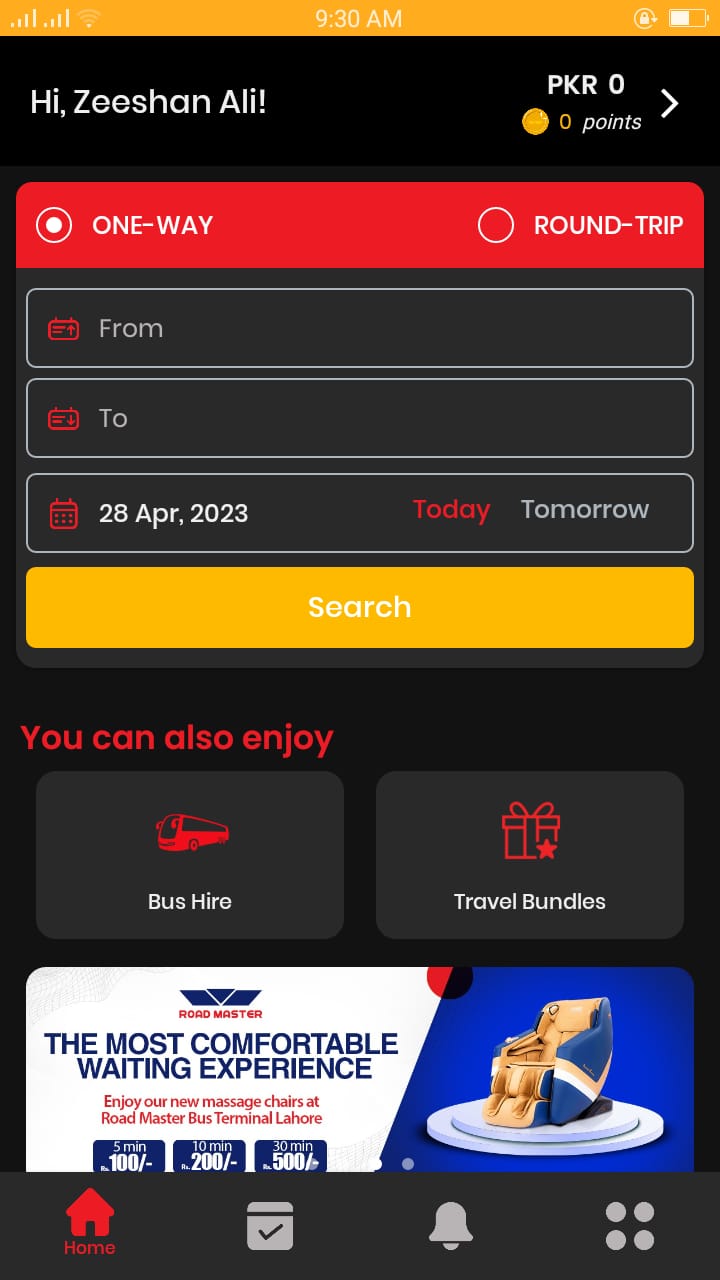 9:30 AM
Hi, Zeeshan Ali!
PKR 0
0 points
ONE-WAY
ROUND-TRIP
From
To
28 Apr, 2023
Today
Tomorrow
Search
You can also enjoy
Bus Hire
Travel Bundles
ROAD MASTER
THE MOST COMFORTABLE
WAITING EXPERIENCE
Enjoy our new massage chairs at
Road Master Bus Terminal Lahore
5 min
Rs.100/-
10 min
Rs.200/-
30 min
Rs.500/-
Home